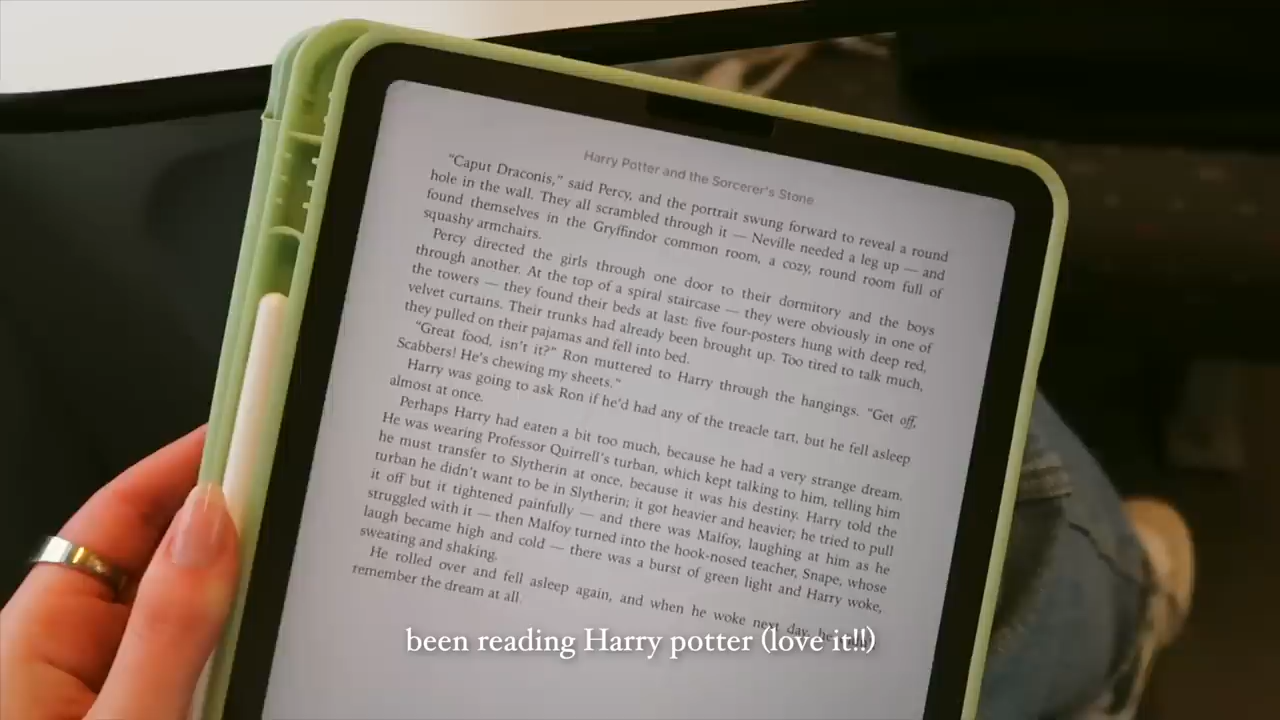 Harry Potter and the Sorcerer's Stone
"Caput Draconis," said Percy, and the portrait swung forward to reveal a round
hole in the wall. They all scrambled through it — Neville needed a leg up — and
found themselves in the Gryffindor common room, a cozy, round room full of
squashy armchairs.
Percy directed the girls through one door to their dormitory and the boys
through another. At the top of a spiral staircase — they were obviously in one of
the towers — they found their beds at last: five four-posters hung with deep red,
velvet curtains. Their trunks had already been brought up. Too tired to talk much,
they pulled on their pajamas and fell into bed.
"Great food, isn't it?" Ron muttered to Harry through the hangings. "Get off,
Scabbers! He's chewing my sheets."
Harry was going to ask Ron if he'd had any of the treacle tart, but he fell asleep
almost at once.
Perhaps Harry had eaten a bit too much, because he had a very strange dream.
He was wearing Professor Quirrell's turban, which kept talking to him, telling him
he must transfer to Slytherin at once, because it was his destiny. Harry told the
turban he didn't want to be in Slytherin; it got heavier and heavier; he tried to pull
it off but it tightened painfully — and there was Malfoy, laughing at him as he
struggled with it — then Malfoy turned into the hook-nosed teacher, Snape, whose
laugh became high and cold — there was a burst of green light and Harry woke,
sweating and shaking.
He rolled over and fell asleep again, and when he woke next day, he
remember the dream at all.
been reading Harry potter (love it!!)